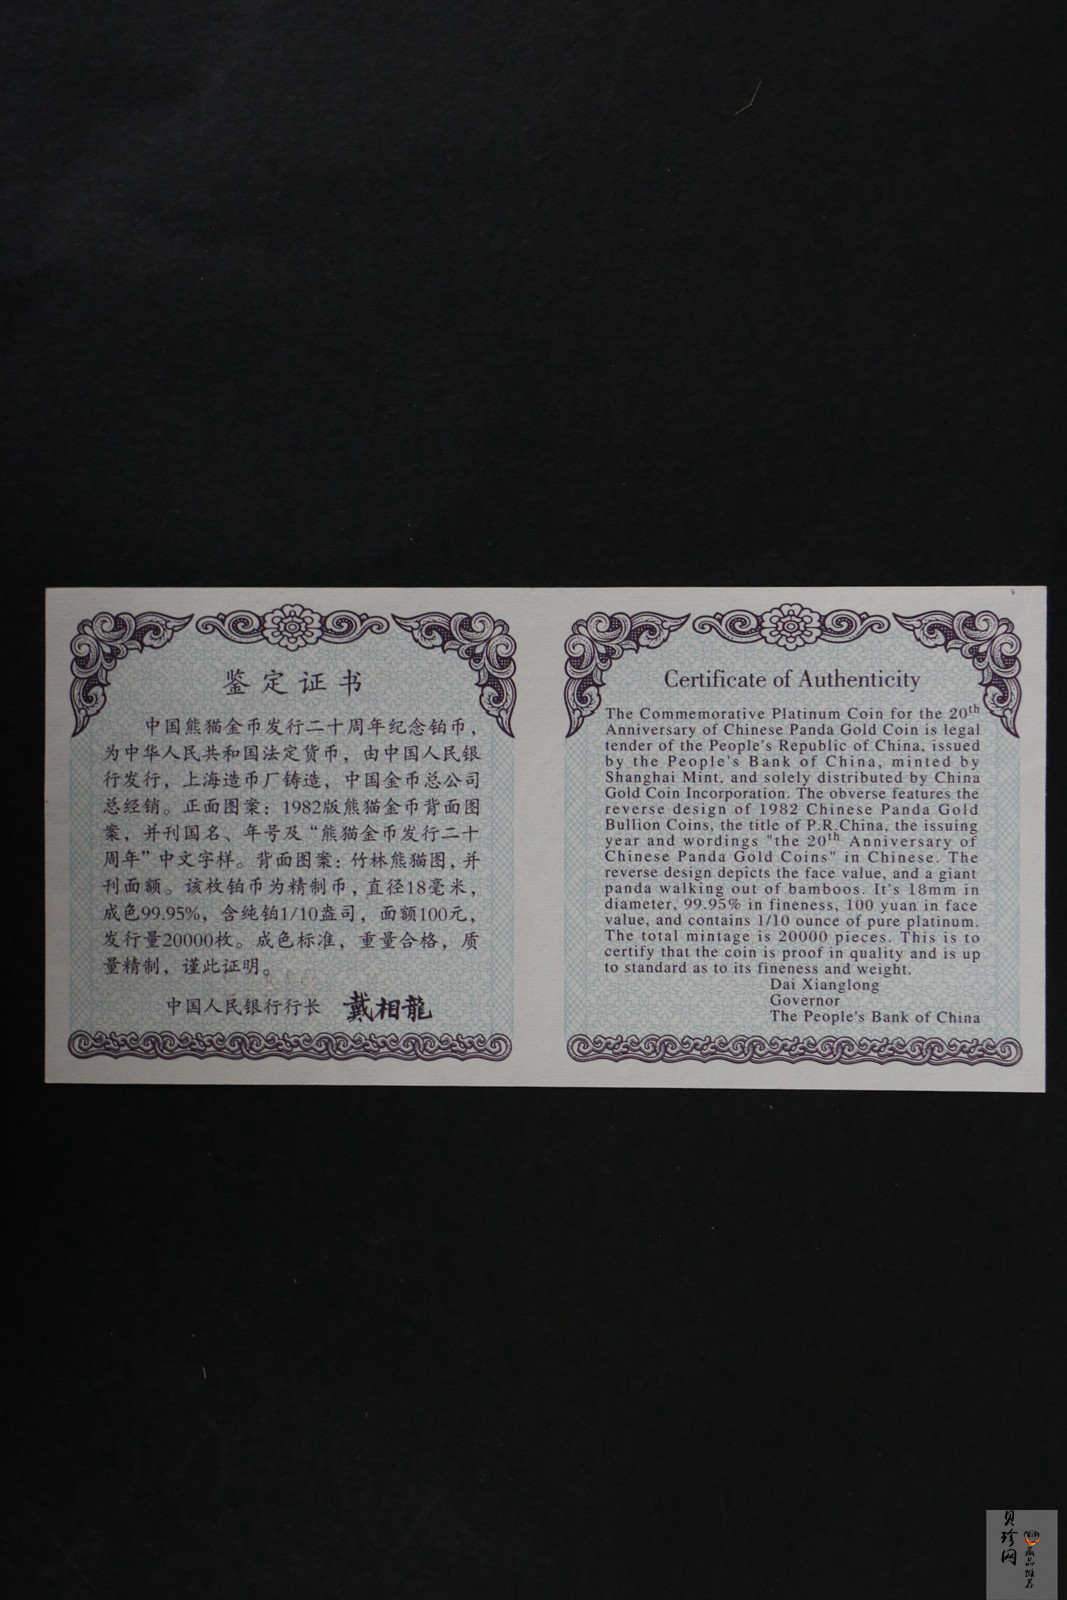 鉴定证书
中国熊猫金币发行二十周年纪念铂币，
为中华人民共和国法定货币，由中国人民银
行发行，上海造币厂铸造，中国金币总公司
总经销。正面图案：1982版熊猫金币背面图
案，并刊国名、年号及“熊猫金币发行二十
周年”中文字样。背面图案：竹林熊猫图，并
刊面额。该枚铂币为精制币，直径18毫米，
成色99.95%，含纯铂1/10盎司，面额100元，
发行量20000枚。成色标准，重量合格，质
量精制，谨此证明。
中国人民银行行长 戴相龍
Certificate of Authenticity
The Commemorative Platinum Coin for the 20th
Anniversary of Chinese Panda Gold Coin is legal
tender of the People's Republic of China, issued
by the People's Bank of China, minted by
Shanghai Mint, and solely distributed by China
Gold Coin Incorporation. The obverse features the
reverse design of 1982 Chinese Panda Gold
Bullion Coins, the title of P.R.China, the issuing
year and wordings "the 20th Anniversary of
Chinese Panda Gold Coins" in Chinese. The
reverse design depicts the face value, and a giant
panda walking out of bamboos. It's 18mm in
diameter, 99.95% in fineness, 100 yuan in face
value, and contains 1/10 ounce of pure platinum.
The total mintage is 20000 pieces. This is to
certify that the coin is proof in quality and is up
to standard as to its fineness and weight.
Dai Xianglong
Governor
The People's Bank of China
贝珍网
藏品推荐